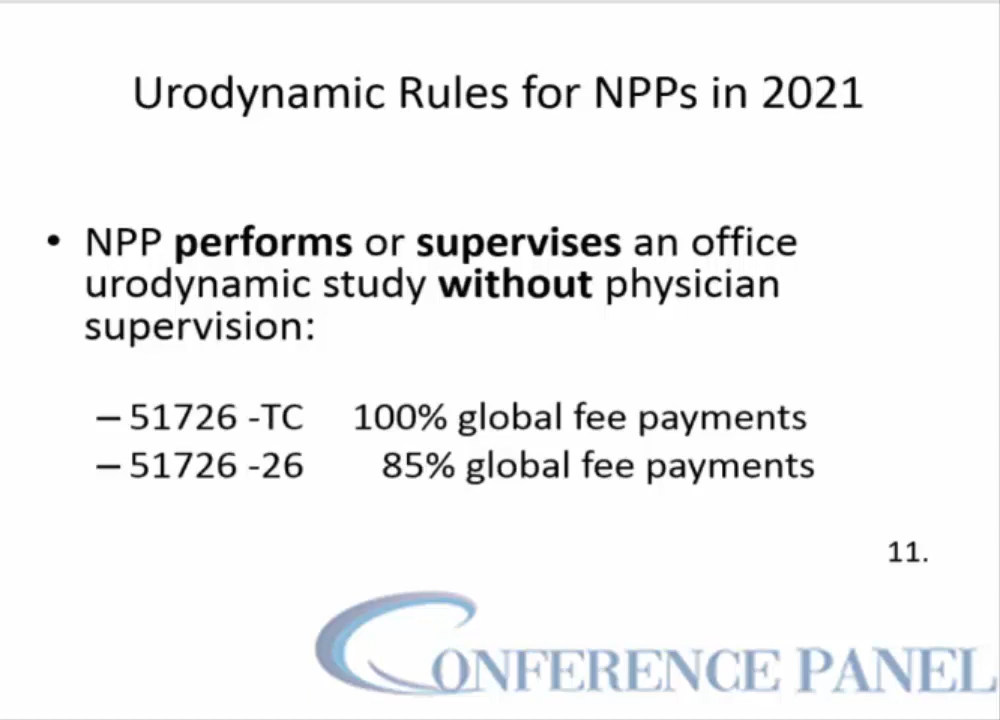 Urodynamic Rules for NPPs in 2021
• NPP performs or supervises an office
urodynamic study without physician
supervision:
– 51726 -TC 100% global fee payments
– 51726 -26 85% global fee payments
11.
CONFERENCE PANEL